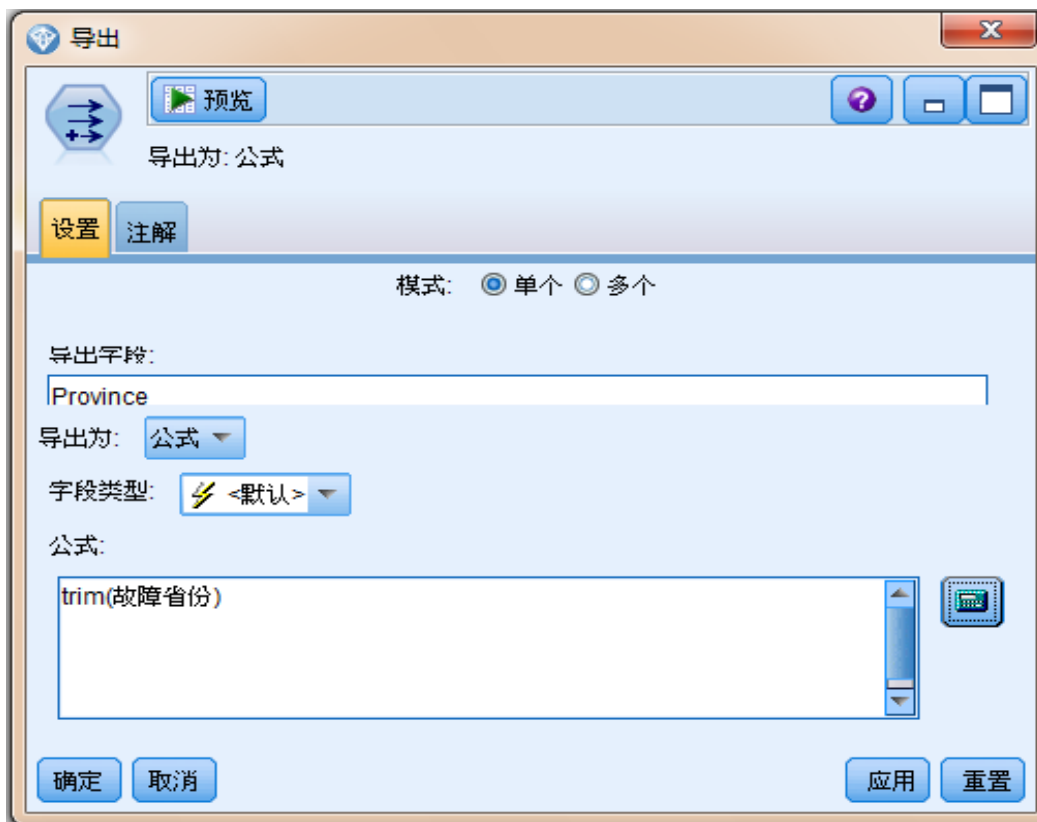 导出
预览
导出为: 公式
设置 注解
模式: 单个 多个
导出字段:
Province
导出为: 公式
字段类型: <默认>
公式:
trim(故障省份)
确定 取消 应用 重置